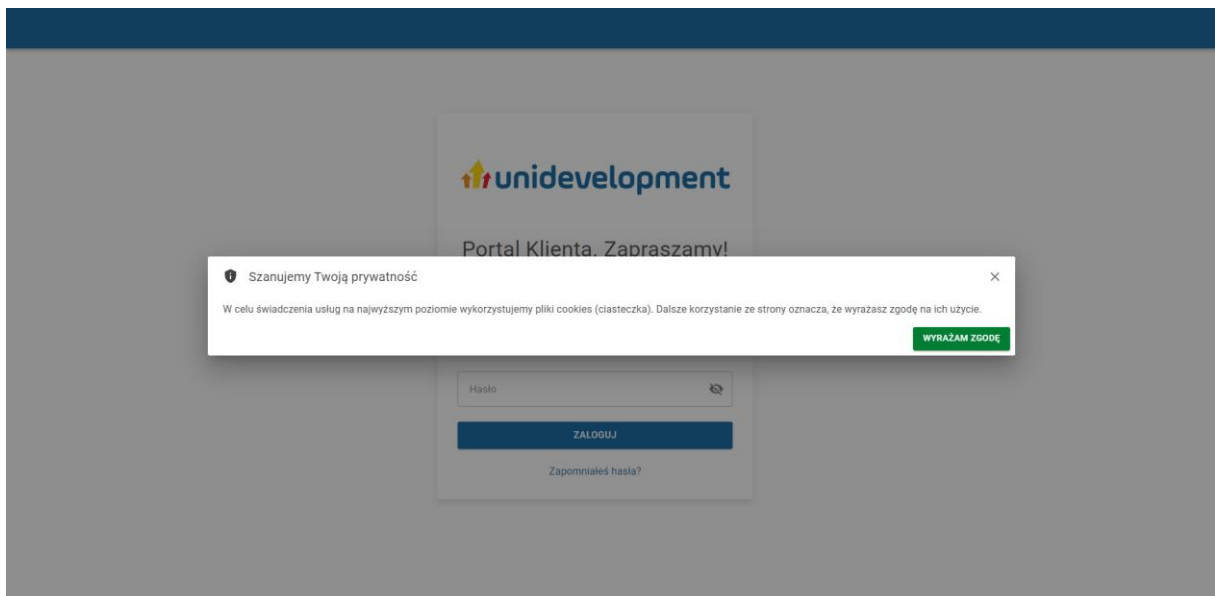 unidevelopment
Portal Klienta. Zapraszamy!
Szanujemy Twoją prywatność
W celu świadczenia usług na najwyższym poziomie wykorzystujemy pliki cookies (ciasteczka). Dalsze korzystanie ze strony oznacza, że wyrażasz zgodę na ich użycie.
WYRAŻAM ZGODĘ
Hasło
ZALOGUJ
Zapomniałeś hasła?